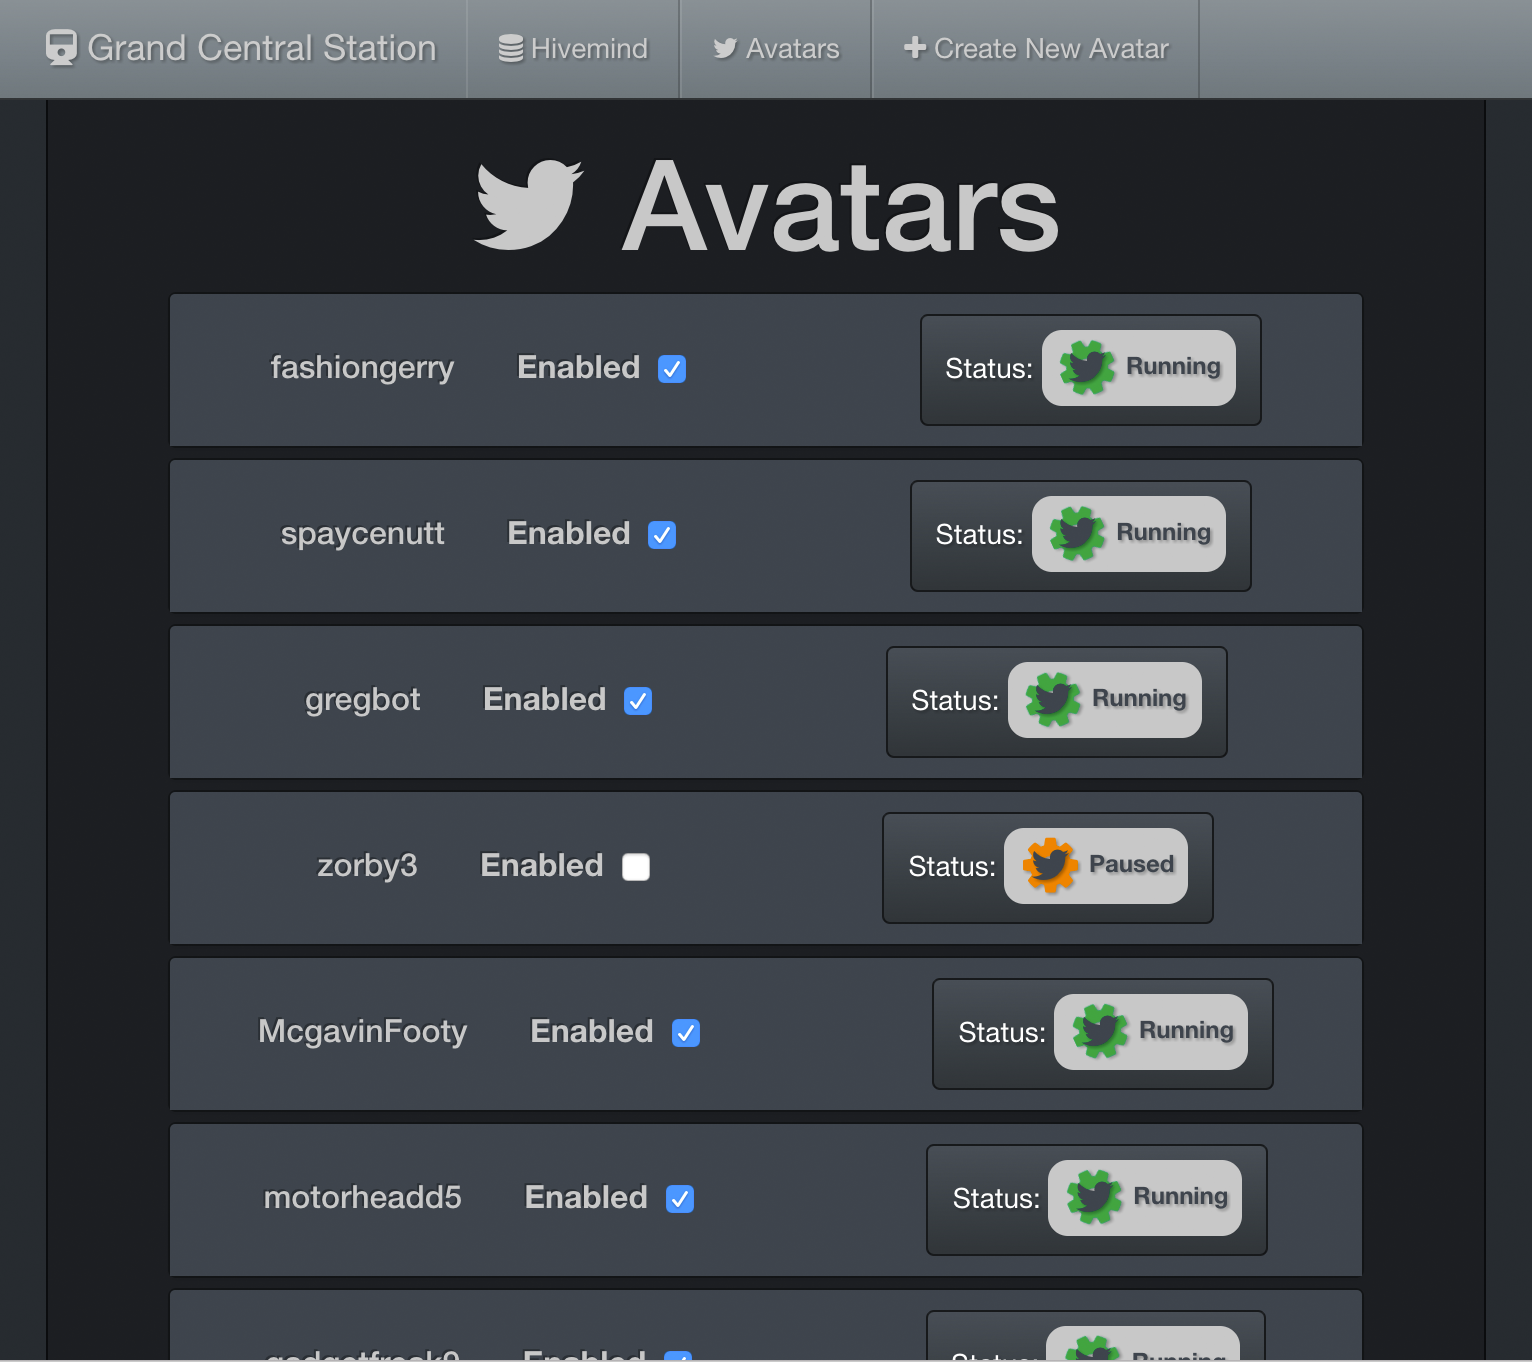 Grand Central Station Hivemind Avatars Create New Avatar
Avatars
fashiongerry Enabled Status: Running
spaycenutt Enabled Status: Running
gregbot Enabled Status: Running
zorby3 Enabled Status: Paused
McgavinFooty Enabled Status: Running
motorheadd5 Enabled Status: Running
Enabled Status: Running